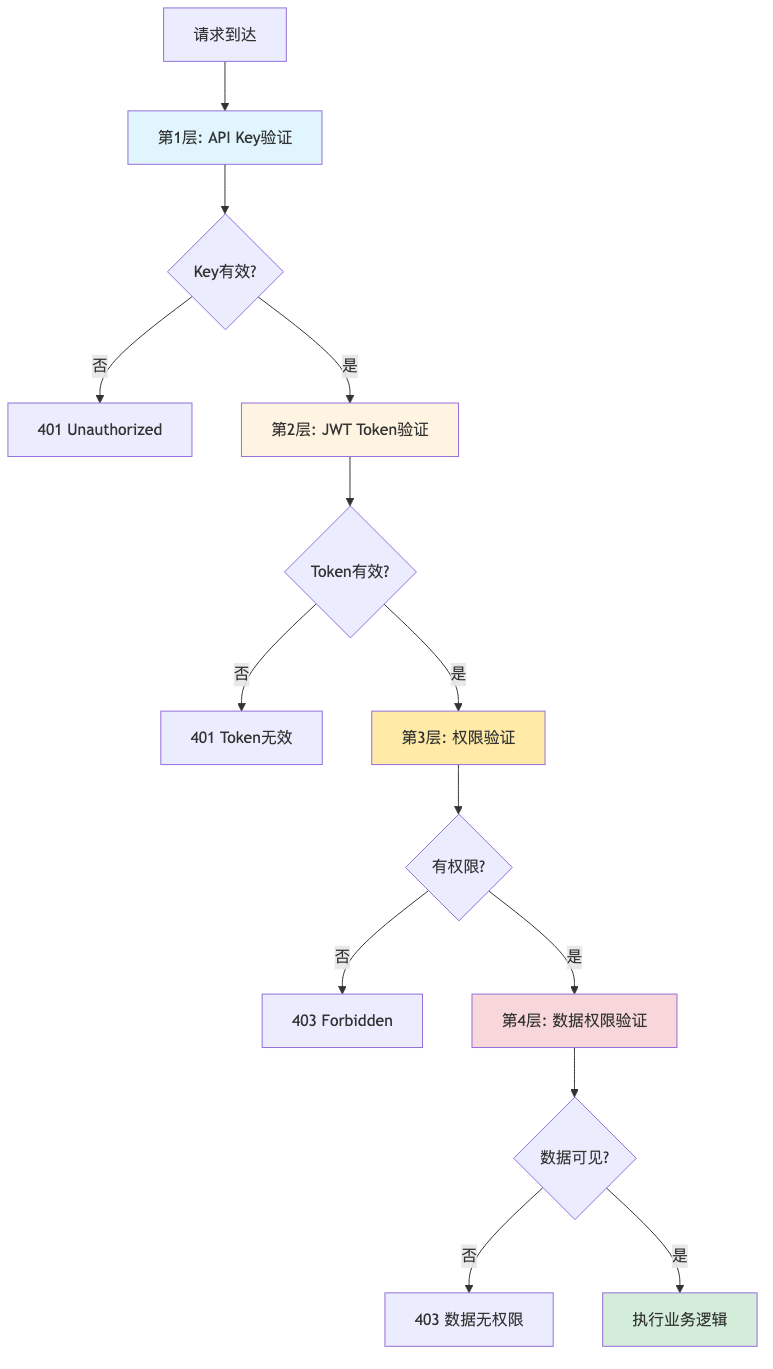 请求到达
第1层: API Key验证
Key有效?
否
是
401 Unauthorized
第2层: JWT Token验证
Token有效?
否
是
401 Token无效
第3层: 权限验证
有权限?
否
是
403 Forbidden
第4层: 数据权限验证
数据可见?
否
是
403 数据无权限
执行业务逻辑